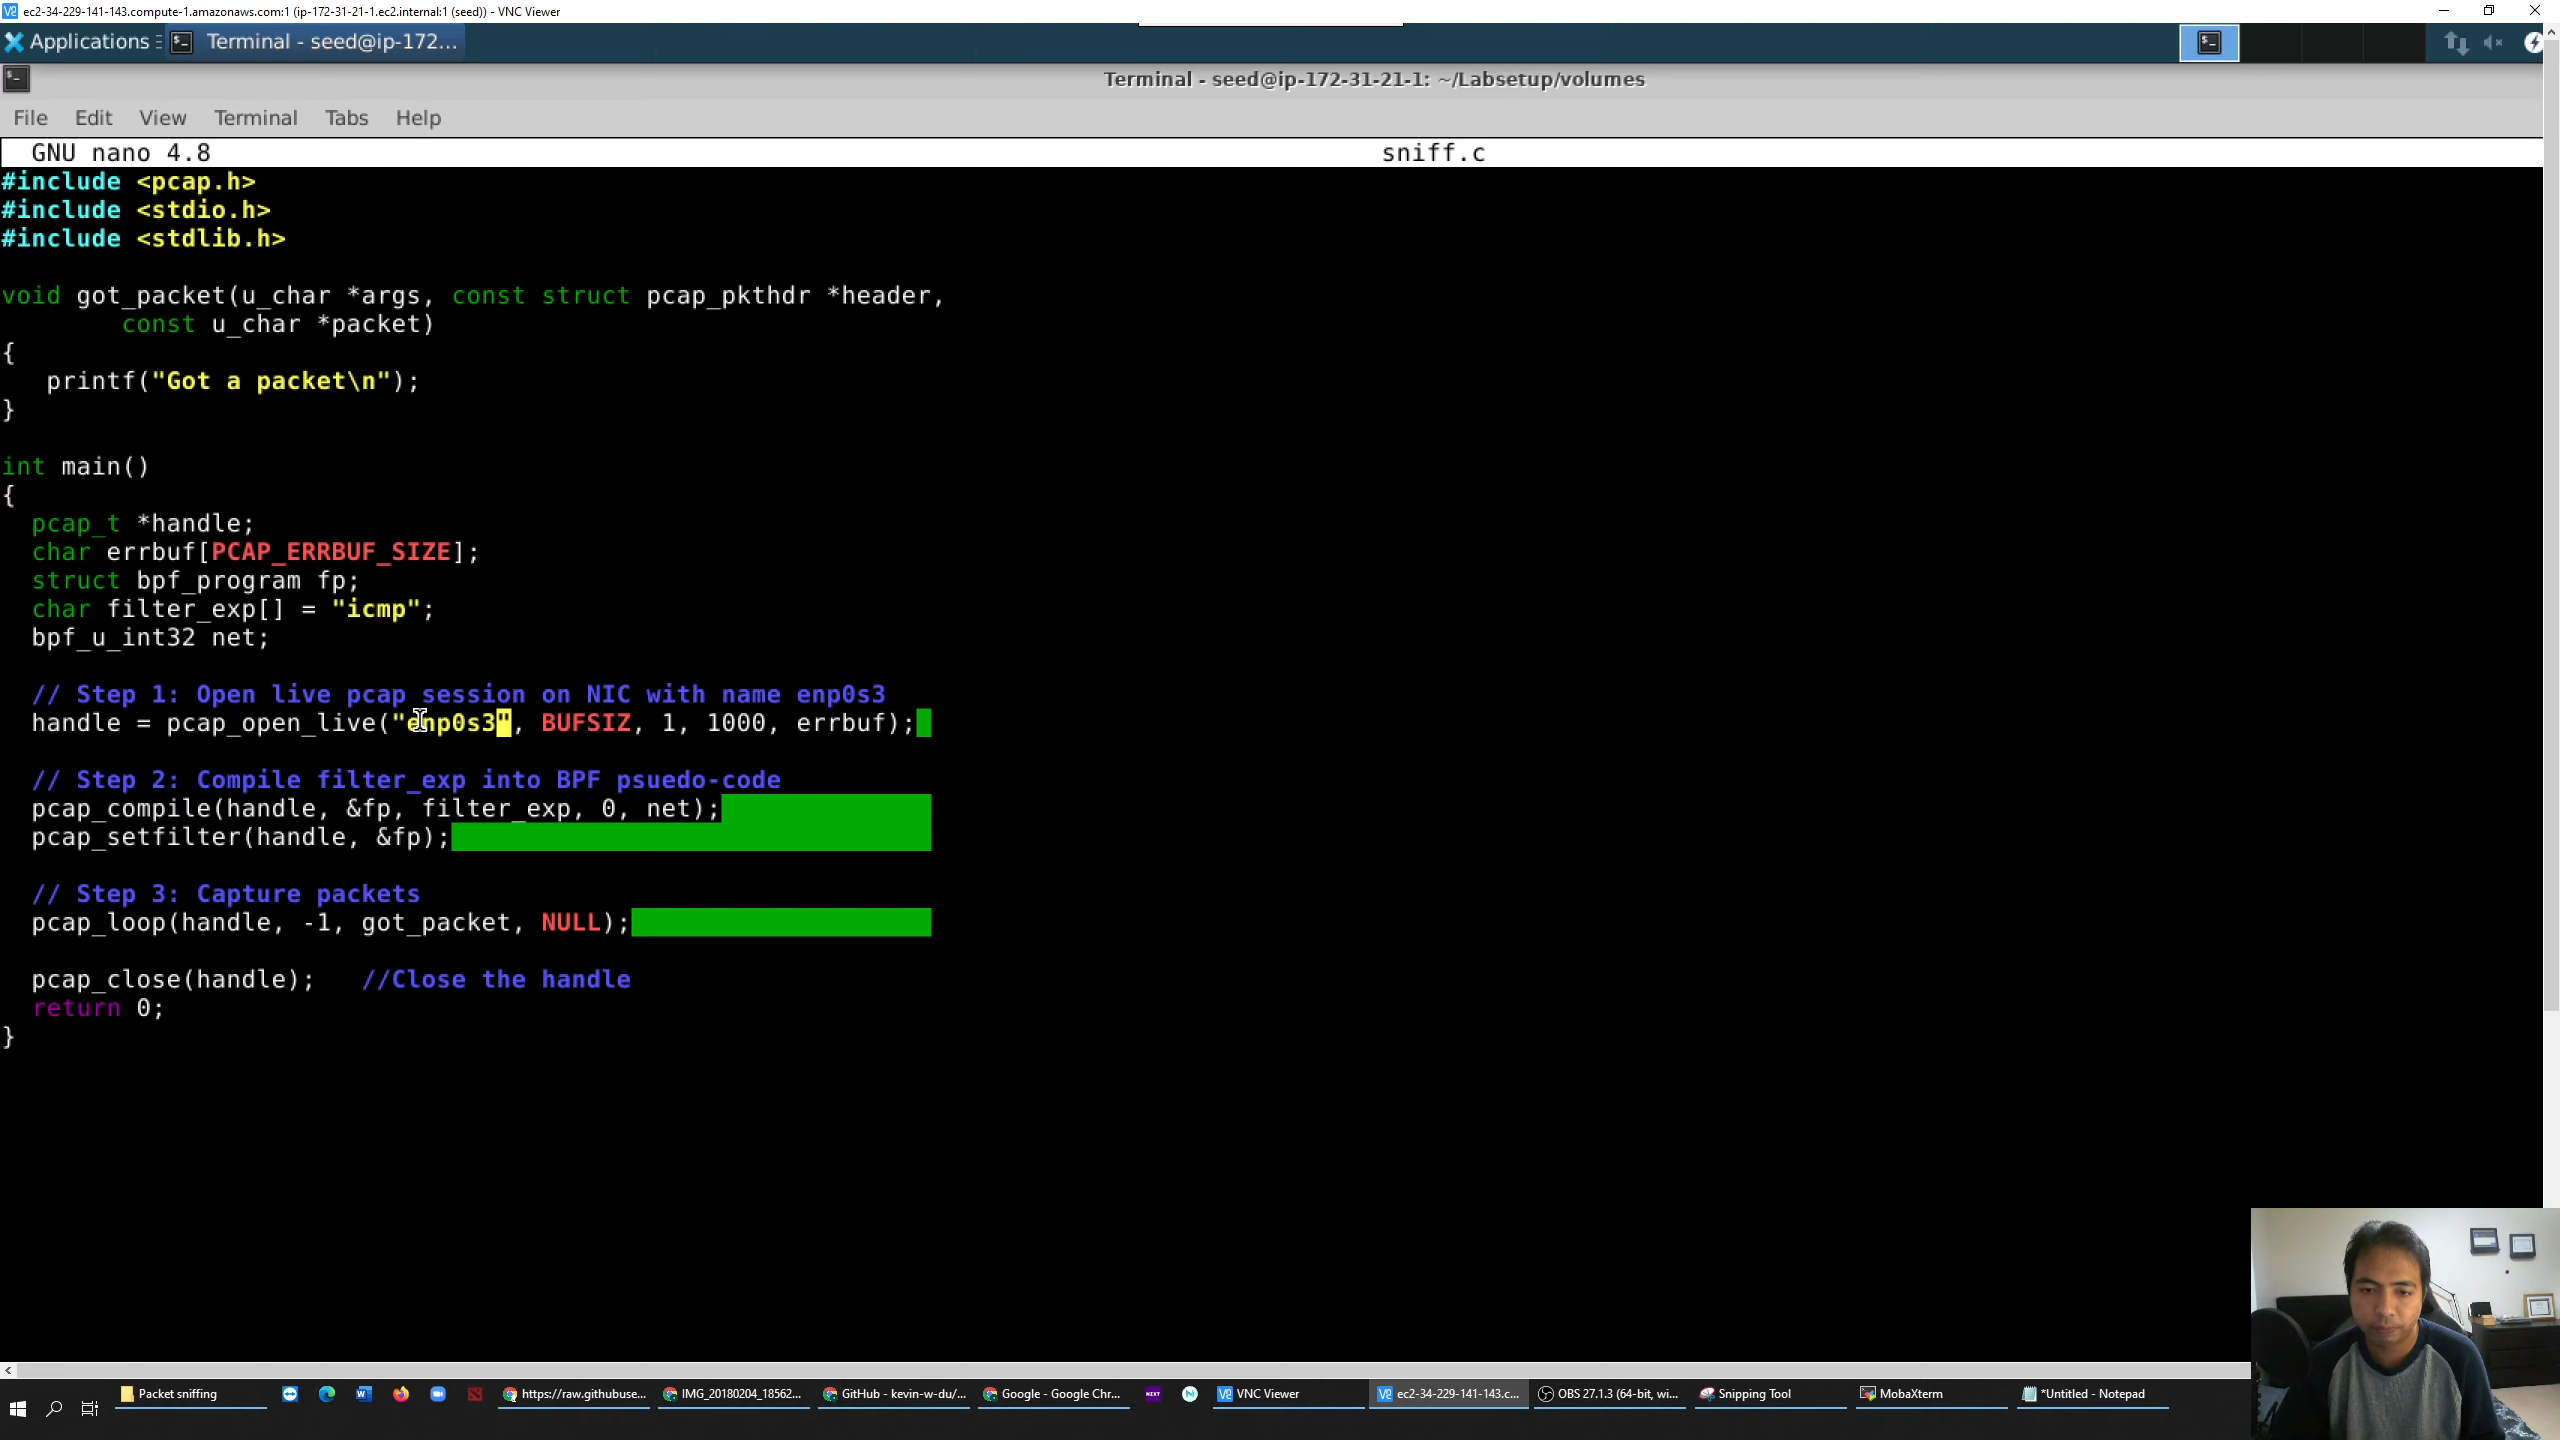 ec2-34-229-141-143.compute-1.amazonaws.com:1 (ip-172-31-21-1.ec2.internal:1 (seed)) - VNC Viewer
Applications Terminal - seed@ip-172...
Terminal - seed@ip-172-31-21-1: ~/Labsetup/volumes
File Edit View Terminal Tabs Help
GNU nano 4.8 sniff.c
#include <pcap.h>
#include <stdio.h>
#include <stdlib.h>
void got_packet(u_char *args, const struct pcap_pkthdr *header,
const u_char *packet)
{
printf("Got a packet\n");
}
int main()
{
pcap_t *handle;
char errbuf[PCAP_ERRBUF_SIZE];
struct bpf_program fp;
char filter_exp[] = "icmp";
bpf_u_int32 net;
// Step 1: Open live pcap session on NIC with name enp0s3
handle = pcap_open_live("enp0s3", BUFSIZ, 1, 1000, errbuf);
// Step 2: Compile filter_exp into BPF psuedo-code
pcap_compile(handle, &fp, filter_exp, 0, net);
pcap_setfilter(handle, &fp);
// Step 3: Capture packets
pcap_loop(handle, -1, got_packet, NULL);
pcap_close(handle); //Close the handle
return 0;
}
Packet sniffing https://raw.githubuse... IMG_20180204_18562... GitHub - kevin-w-du/... Google - Google Chr... NEXT N VNC Viewer ec2-34-229-141-143.c... OBS 27.1.3 (64-bit, wi... Snipping Tool MobaXterm *Untitled - Notepad